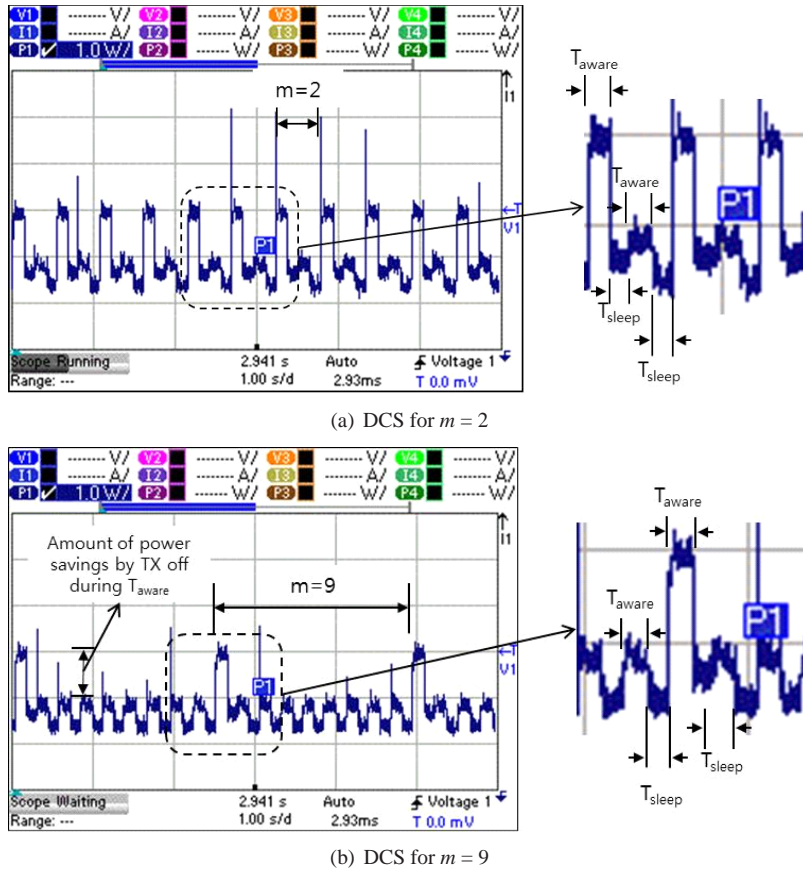 V1 ------ V/ V2 ------ V/ V3 ------ V/ V4 ------ V/
I1 ------ A/ I2 ------ A/ I3 ------ A/ I4 ------ A/
P1 ✓ 1.0 W/ P2 ------ W/ P3 ------ W/ P4 ------ W/
I1
m=2
P1
←T
V1
Scope Running 2.941 s Auto Voltage 1
Range: --- 1.00 s/d 2.93ms T 0.0 mV
Taware
Taware
P1
Tsleep
Tsleep
(a) DCS for m = 2
V1 ------ V/ V2 ------ V/ V3 ------ V/ V4 ------ V/
I1 ------ A/ I2 ------ A/ I3 ------ A/ I4 ------ A/
P1 ✓ 1.0 W/ P2 ------ W/ P3 ------ W/ P4 ------ W/
I1
Amount of power
savings by TX off
during Taware
m=9
P1
←T
V1
Scope Waiting 2.941 s Auto Voltage 1
Range: --- 1.00 s/d 2.93ms T 0.0 mV
Taware
Taware
P1
Tsleep
Tsleep
(b) DCS for m = 9